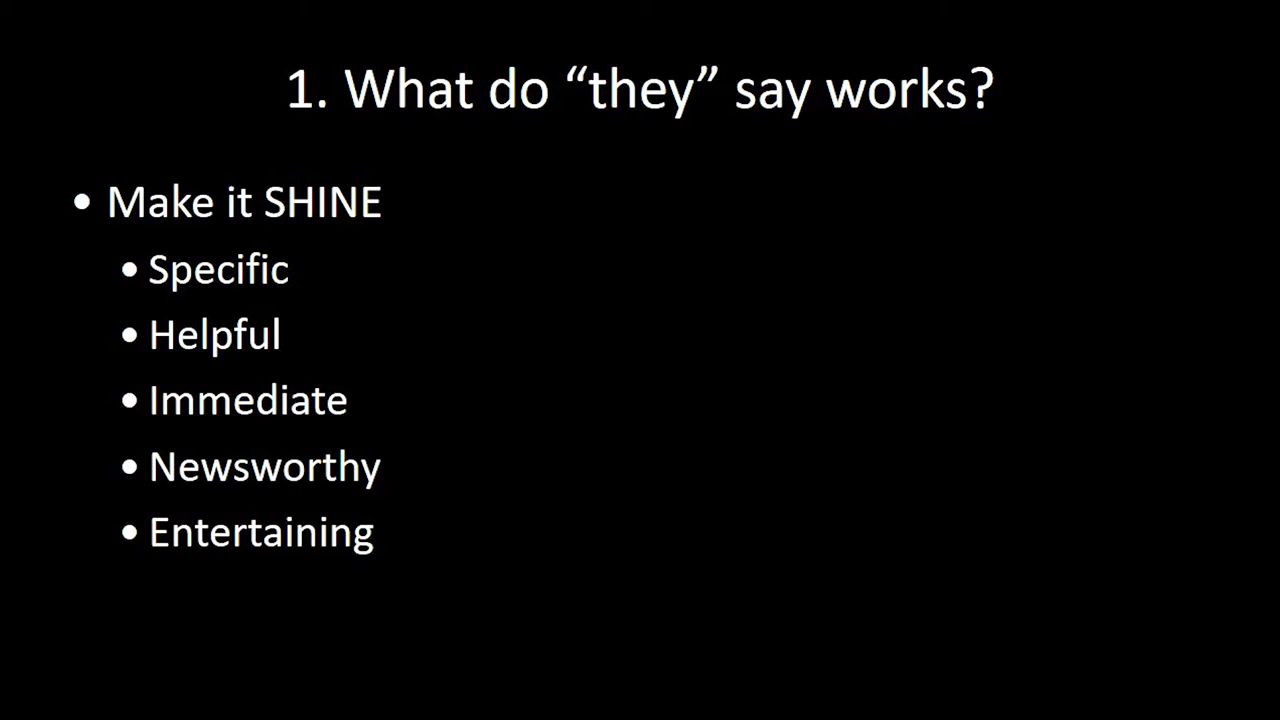 1. What do “they” say works?
• Make it SHINE
• Specific
• Helpful
• Immediate
• Newsworthy
• Entertaining